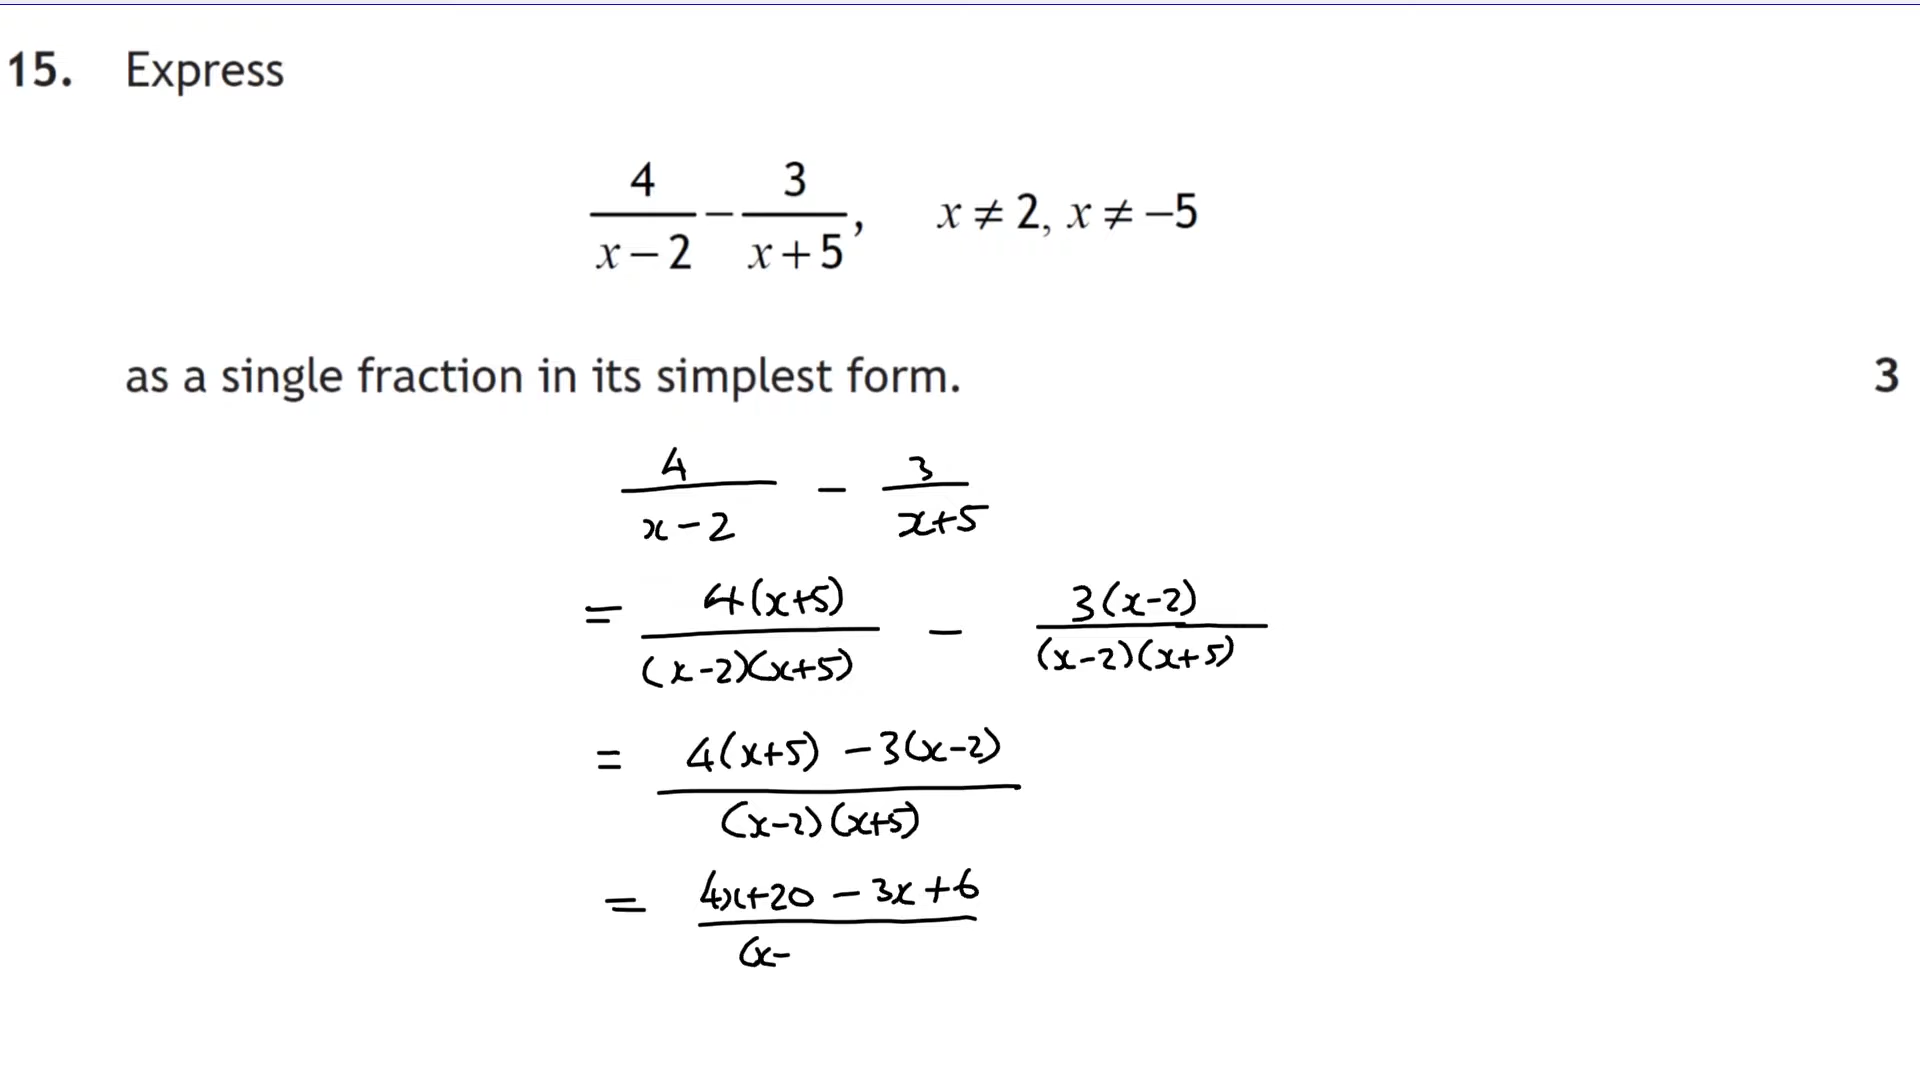 15. Express
4/(x−2) − 3/(x+5), x≠2, x≠−5
as a single fraction in its simplest form. 3
4/(x−2) − 3/(x+5)
= 4(x+5)/((x−2)(x+5)) − 3(x−2)/((x−2)(x+5))
= (4(x+5) −3(x−2))/((x−2)(x+5))
= (4x+20 − 3x+6)/(x−